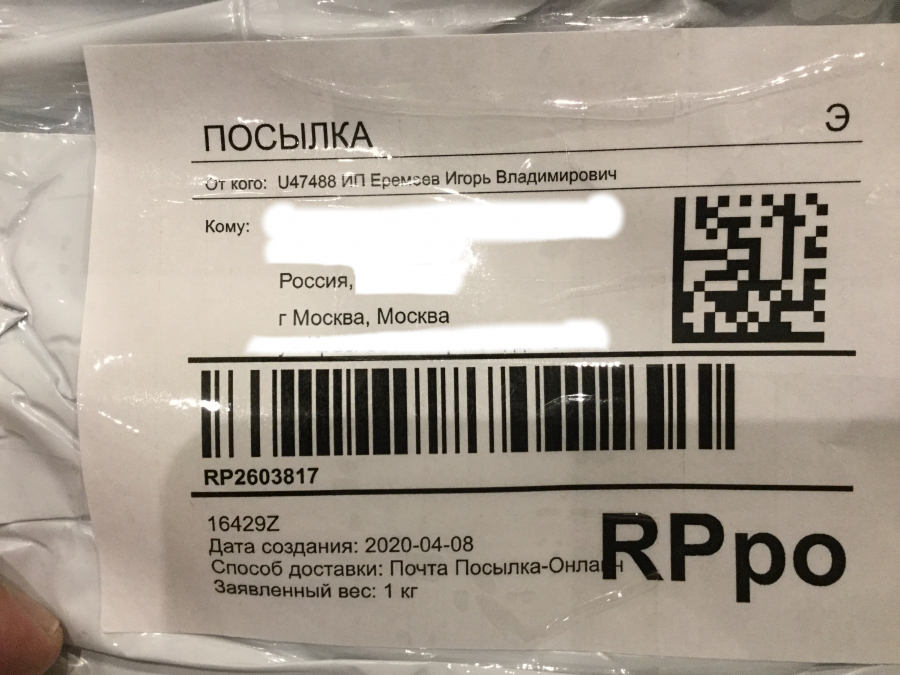 ПОСЫЛКА
Э
От кого: U47488 ИП Еремеев Игорь Владимирович
Кому:
Россия,
г Москва, Москва
RP2603817
16429Z
Дата создания: 2020-04-08
Способ доставки: Почта Посылка-Онлайн
Заявленный вес: 1 кг
RPpo